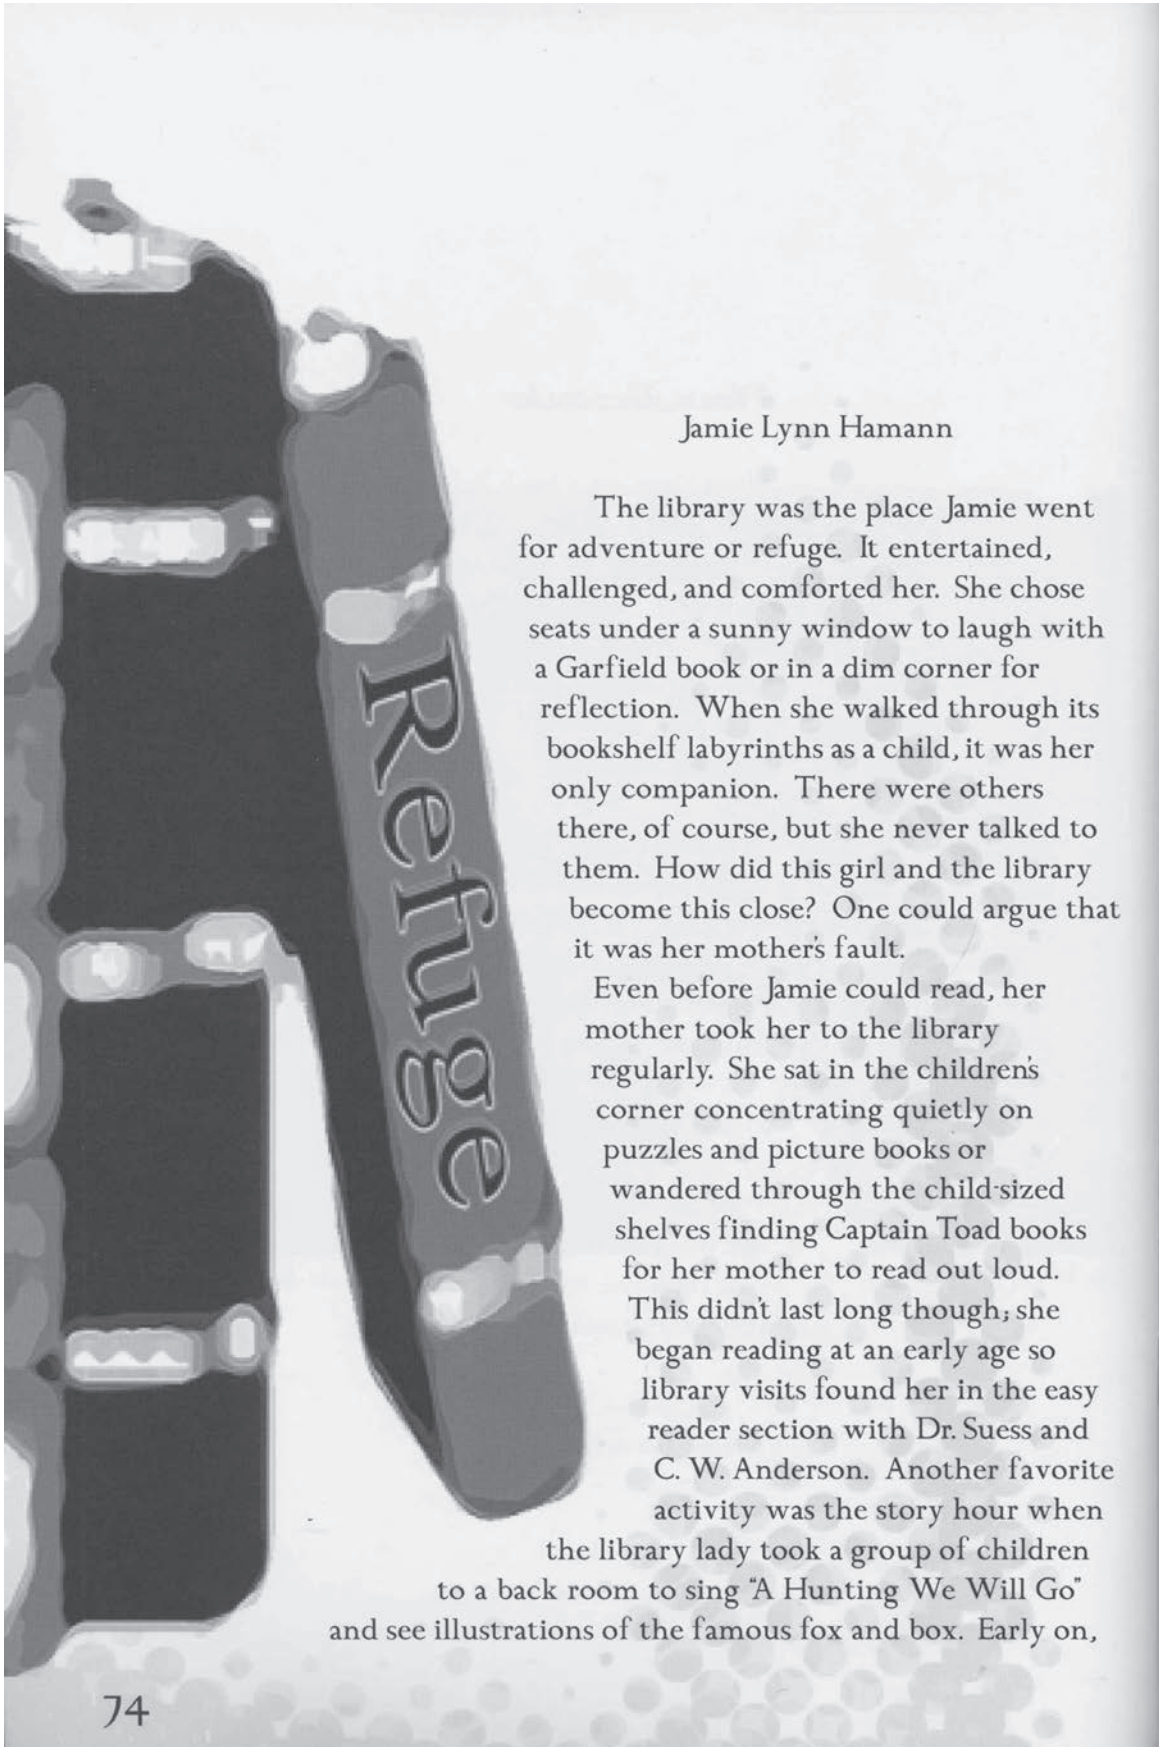 Refuge
Jamie Lynn Hamann
The library was the place Jamie went
for adventure or refuge. It entertained,
challenged, and comforted her. She chose
seats under a sunny window to laugh with
a Garfield book or in a dim corner for
reflection. When she walked through its
bookshelf labyrinths as a child, it was her
only companion. There were others
there, of course, but she never talked to
them. How did this girl and the library
become this close? One could argue that
it was her mother's fault.
Even before Jamie could read, her
mother took her to the library
regularly. She sat in the children's
corner concentrating quietly on
puzzles and picture books or
wandered through the child-sized
shelves finding Captain Toad books
for her mother to read out loud.
This didn't last long though; she
began reading at an early age so
library visits found her in the easy
reader section with Dr. Suess and
C. W. Anderson. Another favorite
activity was the story hour when
the library lady took a group of children
to a back room to sing "A Hunting We Will Go"
and see illustrations of the famous fox and box. Early on,
74